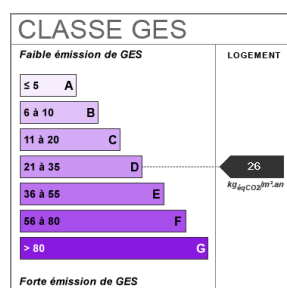 CLASSE GES
Faible émission de GES
LOGEMENT
≤ 5 A
6 à 10 B
11 à 20 C
21 à 35 D
26
kgéqCO2/m².an
36 à 55 E
56 à 80 F
> 80 G
Forte émission de GES